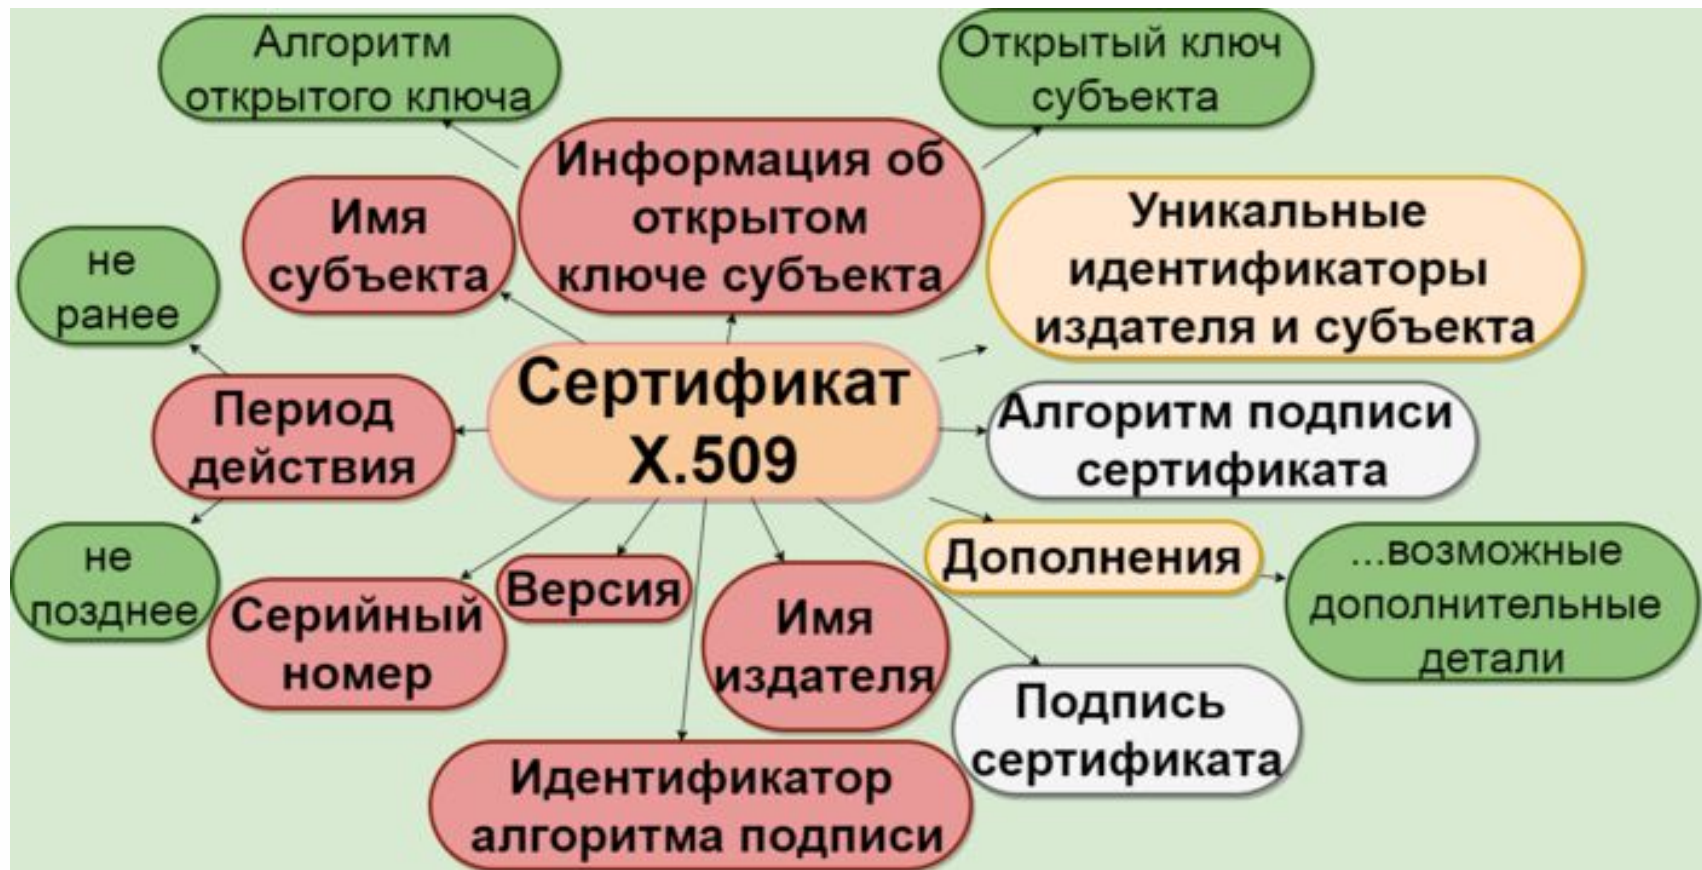 Алгоритм
открытого ключа
Открытый ключ
субъекта
Информация об
открытом
ключе субъекта
Имя
субъекта
Уникальные
идентификаторы
издателя и субъекта
не
ранее
Сертификат
X.509
Период
действия
Алгоритм подписи
сертификата
не
позднее
Серийный
номер
Версия
Имя
издателя
Дополнения
...возможные
дополнительные
детали
Подпись
сертификата
Идентификатор
алгоритма подписи